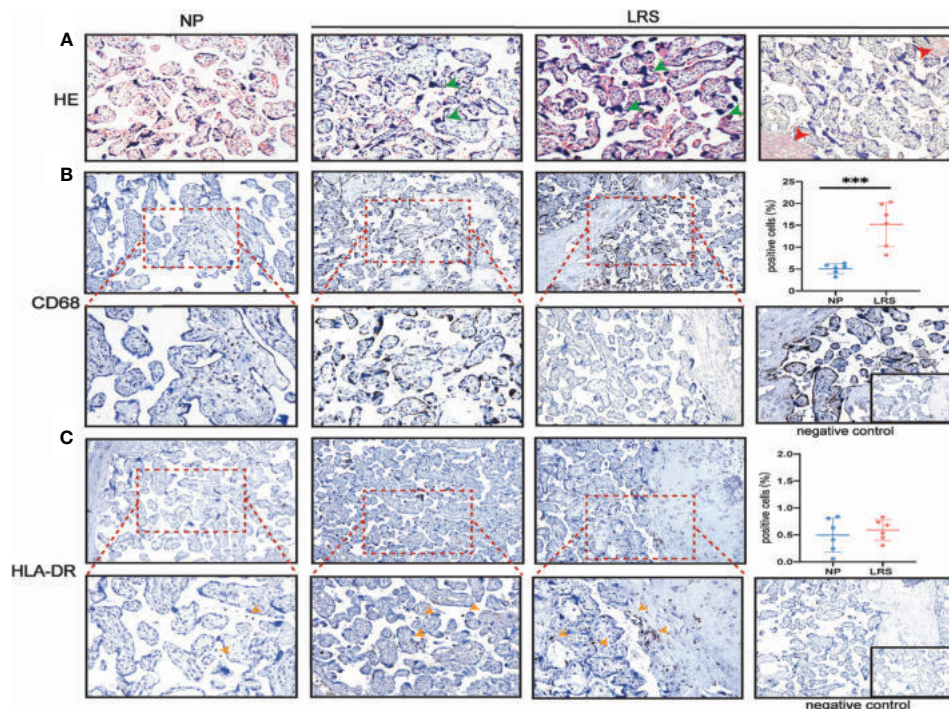 NP LRS
A
HE
B
CD68
***
positive cells (%)
25
20
15
10
5
0
NP LRS
negative control
C
HLA-DR
positive cells (%)
2.0
1.5
1.0
0.5
0.0
NP LRS
negative control